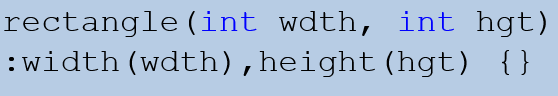 rectangle(int wdth, int hgt)
:width(wdth),height(hgt) {}